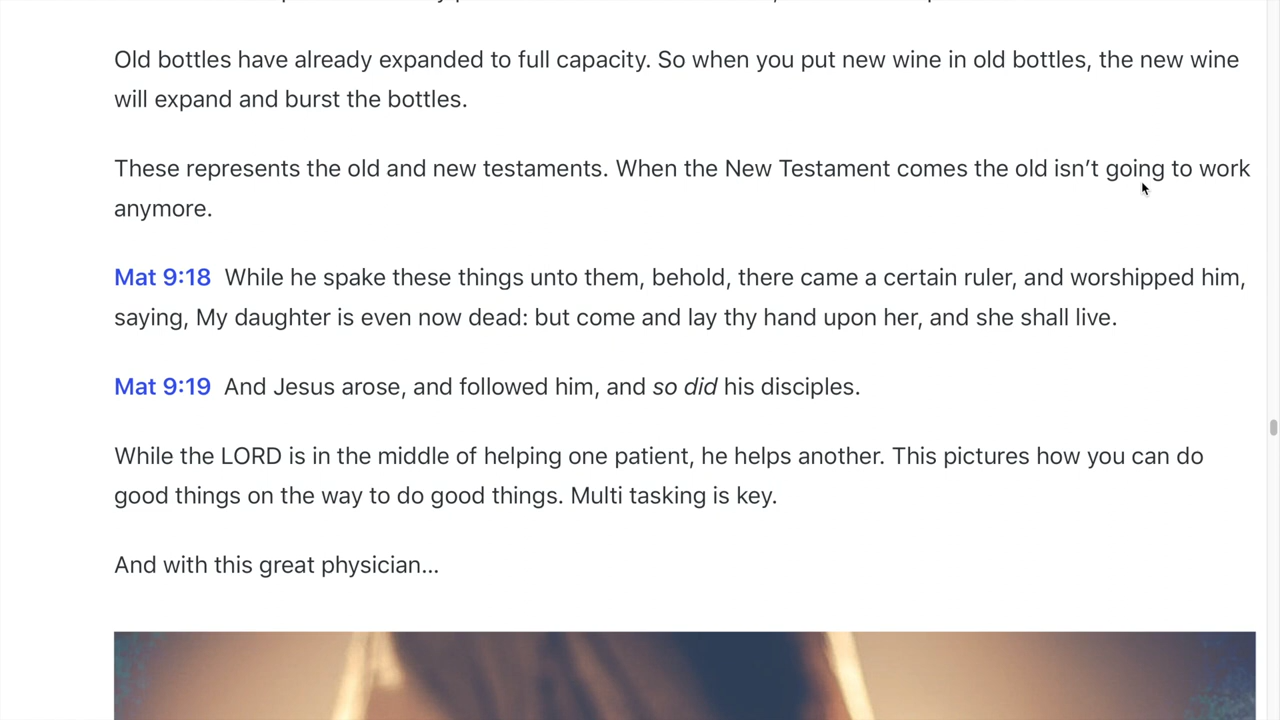 Old bottles have already expanded to full capacity. So when you put new wine in old bottles, the new wine
will expand and burst the bottles.
These represents the old and new testaments. When the New Testament comes the old isn’t going to work
anymore.
Mat 9:18 While he spake these things unto them, behold, there came a certain ruler, and worshipped him,
saying, My daughter is even now dead: but come and lay thy hand upon her, and she shall live.
Mat 9:19 And Jesus arose, and followed him, and so did his disciples.
While the LORD is in the middle of helping one patient, he helps another. This pictures how you can do
good things on the way to do good things. Multi tasking is key.
And with this great physician…